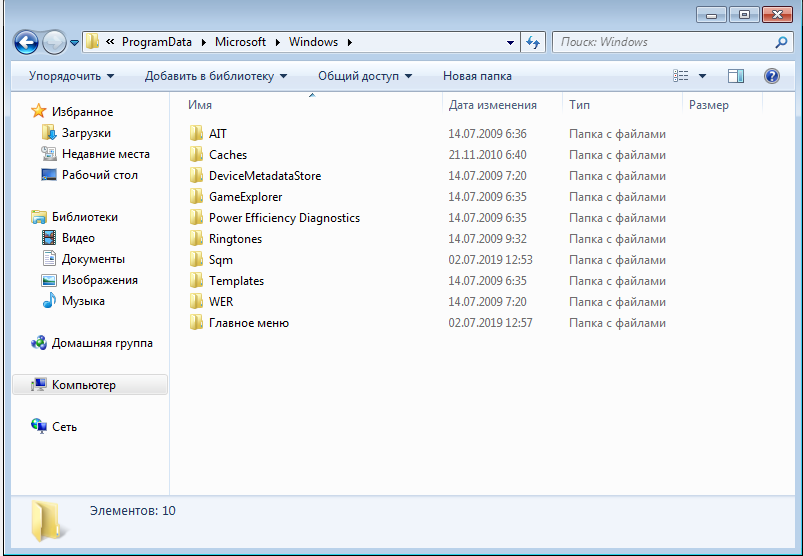 « ProgramData Microsoft Windows Поиск: Windows
Упорядочить Добавить в библиотеку Общий доступ Новая папка
Избранное
Загрузки
Недавние места
Рабочий стол
Библиотеки
Видео
Документы
Изображения
Музыка
Домашняя группа
Компьютер
Сеть
Имя Дата изменения Тип Размер
AIT 14.07.2009 6:36 Папка с файлами
Caches 21.11.2010 6:40 Папка с файлами
DeviceMetadataStore 14.07.2009 7:20 Папка с файлами
GameExplorer 14.07.2009 6:35 Папка с файлами
Power Efficiency Diagnostics 14.07.2009 6:35 Папка с файлами
Ringtones 14.07.2009 9:32 Папка с файлами
Sqm 02.07.2019 12:53 Папка с файлами
Templates 14.07.2009 6:35 Папка с файлами
WER 14.07.2009 7:20 Папка с файлами
Главное меню 02.07.2019 12:57 Папка с файлами
Элементов: 10